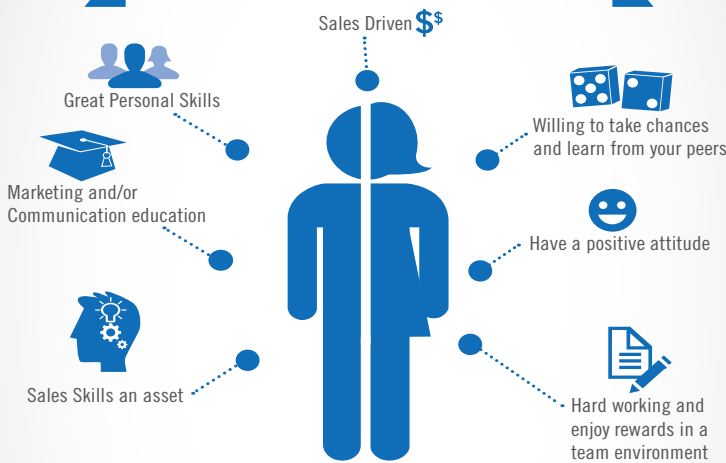 Sales Driven $$
Great Personal Skills
Willing to take chances
and learn from your peers
Marketing and/or
Communication education
Have a positive attitude
Sales Skills an asset
Hard working and
enjoy rewards in a
team environment